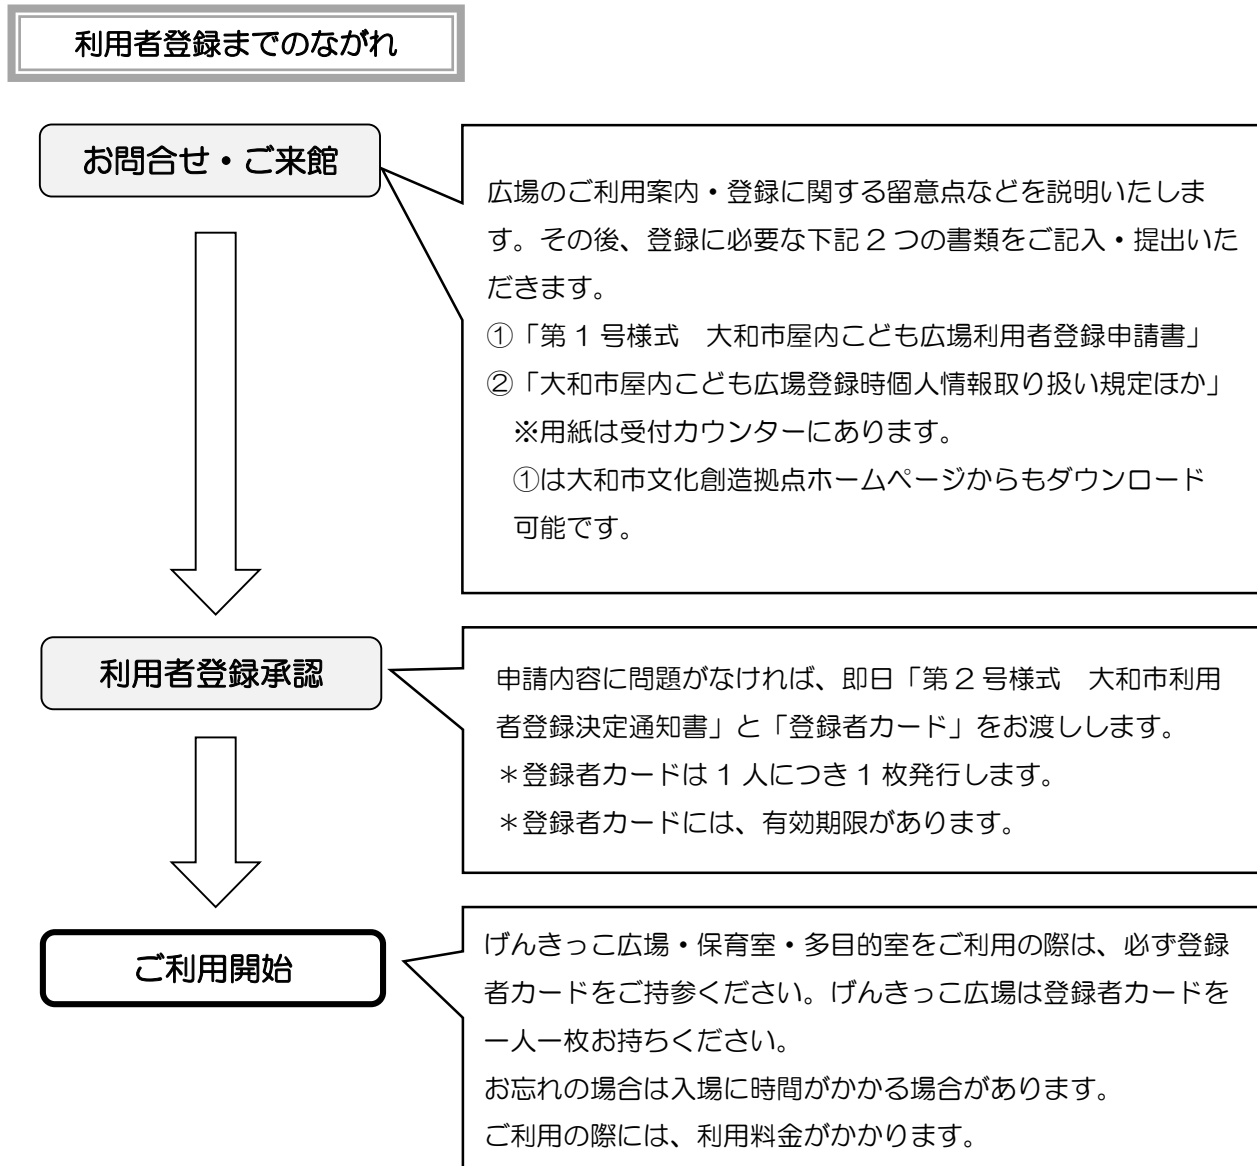 利用者登録までのながれ
お問合せ・ご来館
広場のご利用案内・登録に関する留意点などを説明いたしま
す。その後、登録に必要な下記２つの書類をご記入・提出いた
だきます。
①「第１号様式　大和市屋内こども広場利用者登録申請書」
②「大和市屋内こども広場登録時個人情報取り扱い規定ほか」
※用紙は受付カウンターにあります。
①は大和市文化創造拠点ホームページからもダウンロード
可能です。
利用者登録承認
申請内容に問題がなければ、即日「第２号様式　大和市利用
者登録決定通知書」と「登録者カード」をお渡しします。
＊登録者カードは１人につき１枚発行します。
＊登録者カードには、有効期限があります。
ご利用開始
げんきっこ広場・保育室・多目的室をご利用の際は、必ず登録
者カードをご持参ください。げんきっこ広場は登録者カードを
一人一枚お持ちください。
お忘れの場合は入場に時間がかかる場合があります。
ご利用の際には、利用料金がかかります。